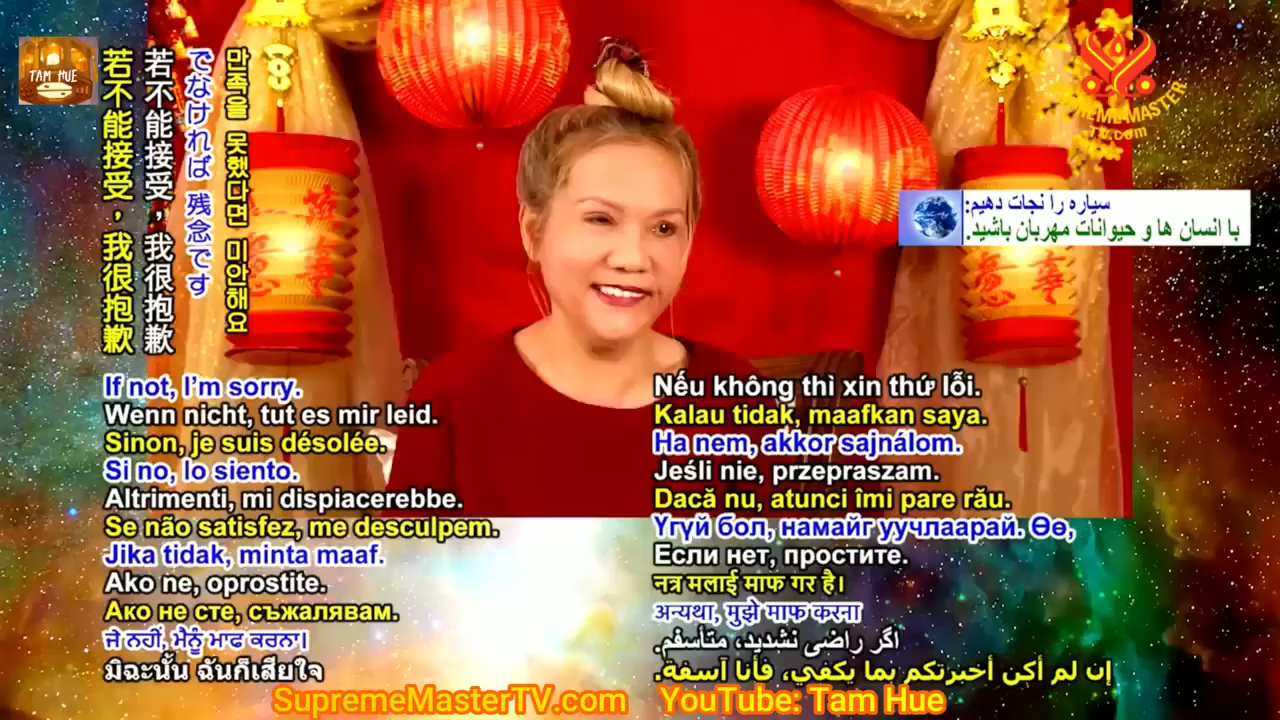 TAM HUE
若不能接受，我很抱歉
若不能接受，我很抱歉
でなければ 残念です
만족을 못했다면 미안해요
SUPREME MASTER
TV.com
سیاره را نجات دهیم:
با انسان ها و حیوانات مهربان باشید.
If not, I’m sorry.
Wenn nicht, tut es mir leid.
Sinon, je suis désolée.
Si no, lo siento.
Altrimenti, mi dispiacerebbe.
Se não satisfez, me desculpem.
Jika tidak, minta maaf.
Ako ne, oprostite.
Ако не сте, съжалявам.
ਜੇ ਨਹੀਂ, ਮੈਨੂੰ ਮਾਫ ਕਰਨਾ।
มิฉะนั้น ฉันก็เสียใจ
Nếu không thì xin thứ lỗi.
Kalau tidak, maafkan saya.
Ha nem, akkor sajnálom.
Jeśli nie, przepraszam.
Dacă nu, atunci îmi pare rău.
Үгүй бол, намайг уучлаарай. Өө,
Если нет, простите.
नत्र मलाई माफ गर है।
अन्यथा, मुझे माफ करना
اگر راضی نشدید، متأسفم.
إن لم أكن أخبرتكم بما يكفي، فأنا آسفة.
SupremeMasterTV.com
YouTube: Tam Hue